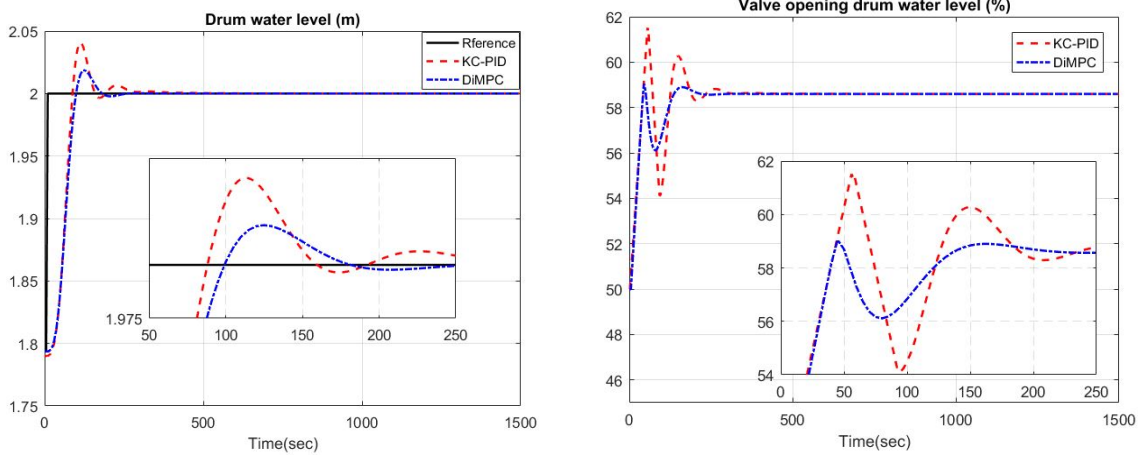 Drum water level (m)
2.05
2
1.95
1.9
1.85
1.8
1.75
Rference
KC-PID
DiMPC
1.975
50 100 150 200 250
0 500 1000 1500
Time(sec)
Valve opening drum water level (%)
62
60
58
56
54
52
50
48
46
KC-PID
DiMPC
62
60
58
56
54
0 50 100 150 200 250
0 500 1000 1500
Time(sec)